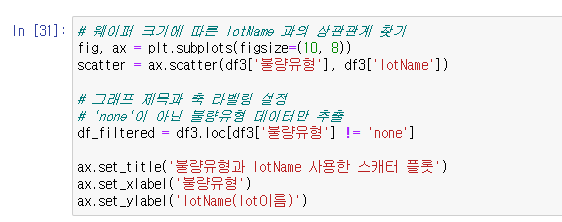 In [31]: # 웨이퍼 크기에 따른 lotName 과의 상관관계 찾기
fig, ax = plt.subplots(figsize=(10, 8))
scatter = ax.scatter(df3['불량유형'], df3['lotName'])
# 그래프 제목과 축 라벨링 설정
# 'none'이 아닌 불량유형 데이터만 추출
df_filtered = df3.loc[df3['불량유형'] != 'none']
ax.set_title('불량유형과 lotName 사용한 스캐터 플롯')
ax.set_xlabel('불량유형')
ax.set_ylabel('lotName(lot이름)')